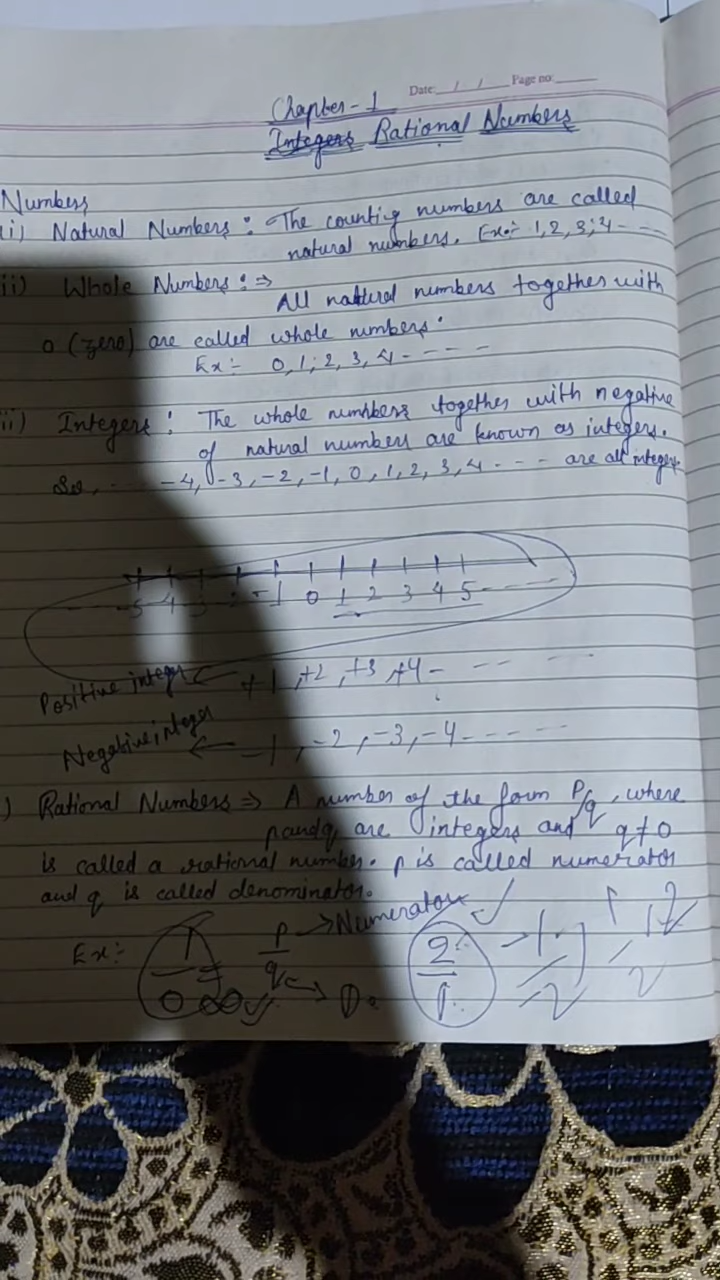 Date: / / Page no:
Chapter - 1
Integers Rational Numbers
Numbers
i) Natural Numbers : The counting numbers are called
natural numbers. Ex:- 1, 2, 3, 4 - - -
ii) Whole Numbers : ⇒
All natural numbers together with
0 (zero) are called whole numbers.
Ex:- 0, 1, 2, 3, 4 - - - -
ii) Integers : The whole numbers together with negative
of natural numbers are known as integers.
So, - - - -4, -3, -2, -1, 0, 1, 2, 3, 4 - - - are all integers.
-5 4 3 2 -1 0 1 2 3 4 5 - - - -
Positive integer ← +1, +2, +3, +4 - - - -
Negative integer ← -1, -2, -3, -4 - - - -
) Rational Numbers ⇒ A number of the form P/q, where
p and q are integers and q ≠ 0
is called a rational number. p is called numerator
and q is called denominator.
Ex:- 1/0 = ∞ p/q → Numerator 2/1
→ D.